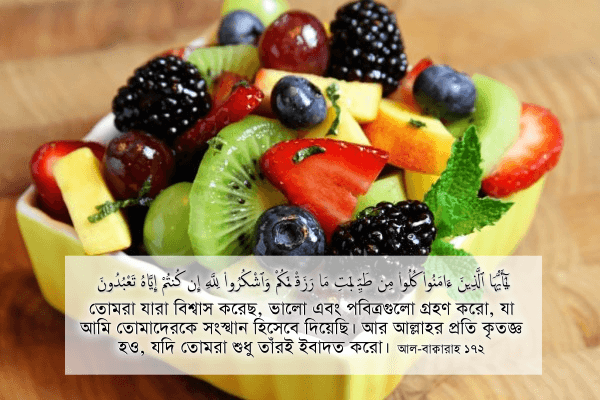 يَٰٓأَيُّهَا ٱلَّذِينَ ءَامَنُوا۟ كُلُوا۟ مِن طَيِّبَٰتِ مَا رَزَقْنَٰكُمْ وَٱشْكُرُوا۟ لِلَّهِ إِن كُنتُمْ إِيَّاهُ تَعْبُدُونَ
তোমরা যারা বিশ্বাস করেছ, ভালো এবং পবিত্রগুলো গ্রহণ করো, যা
আমি তোমাদেরকে সংস্থান হিসেবে দিয়েছি। আর আল্লাহর প্রতি কৃতজ্ঞ
হও, যদি তোমরা শুধু তাঁরই ইবাদত করো। আল-বাক্বারাহ ১৭২